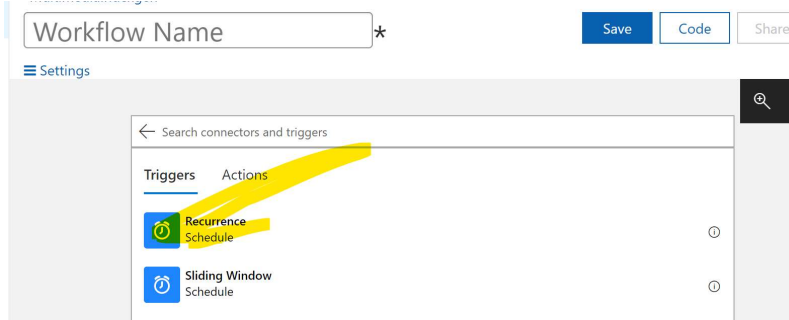 Workflow Name *
Save
Code
Share
Settings
Search connectors and triggers
Triggers
Actions
Recurrence
Schedule
Sliding Window
Schedule